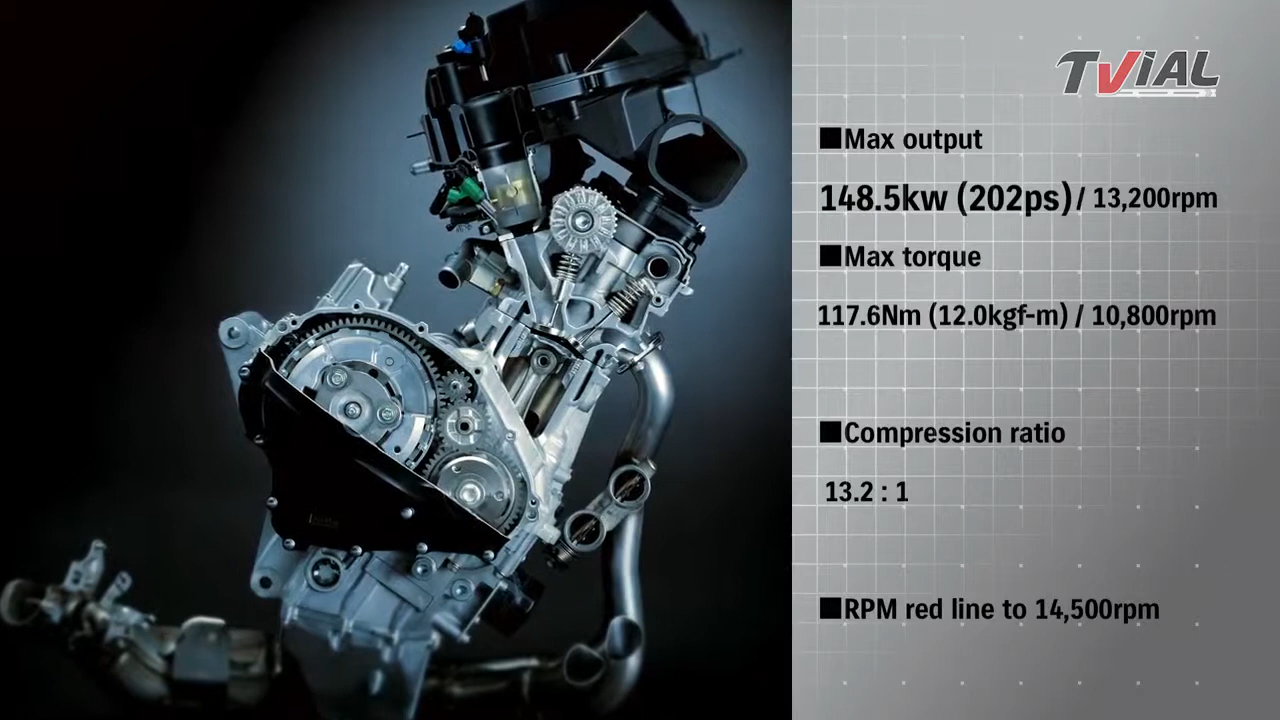 TViAL
■Max output
148.5kw (202ps) / 13,200rpm
■Max torque
117.6Nm (12.0kgf-m) / 10,800rpm
■Compression ratio
13.2 : 1
■RPM red line to 14,500rpm